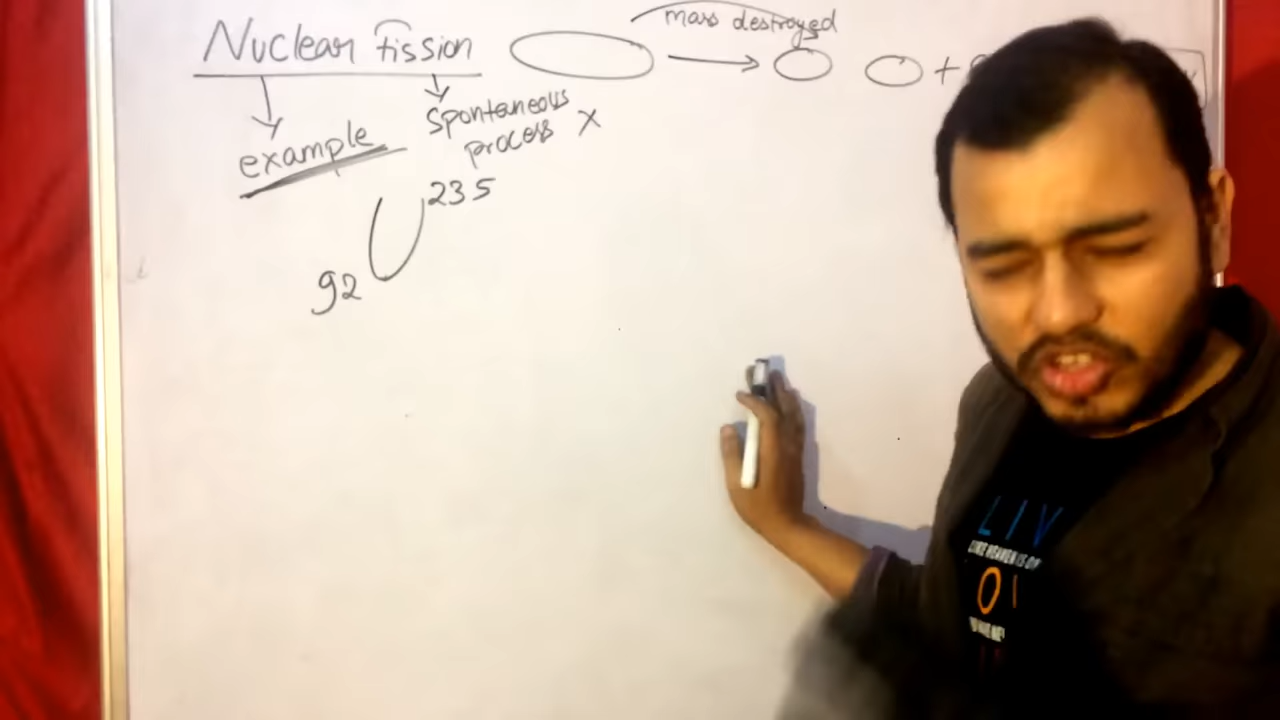 Nuclear fission
mass destroyed
+
example
Spontaneous
process X
92 U 235
LIV